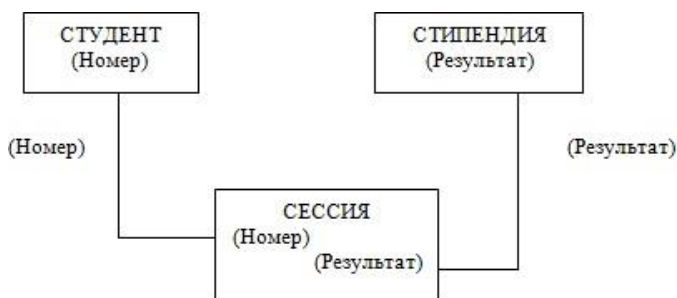 СТУДЕНТ
(Номер)
СТИПЕНДИЯ
(Результат)
(Номер)
(Результат)
СЕССИЯ
(Номер)
(Результат)